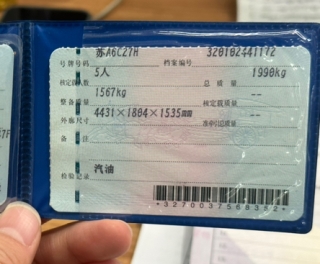 苏A6C27H 320102441172
号牌号码 档案编号
5人 1990kg
核定载人数 总质量
1567kg --
整备质量 核定载质量
4431×1804×1535mm --
外廓尺寸 准牵引总质量
备注
汽油
检验记录
*3270037568322*